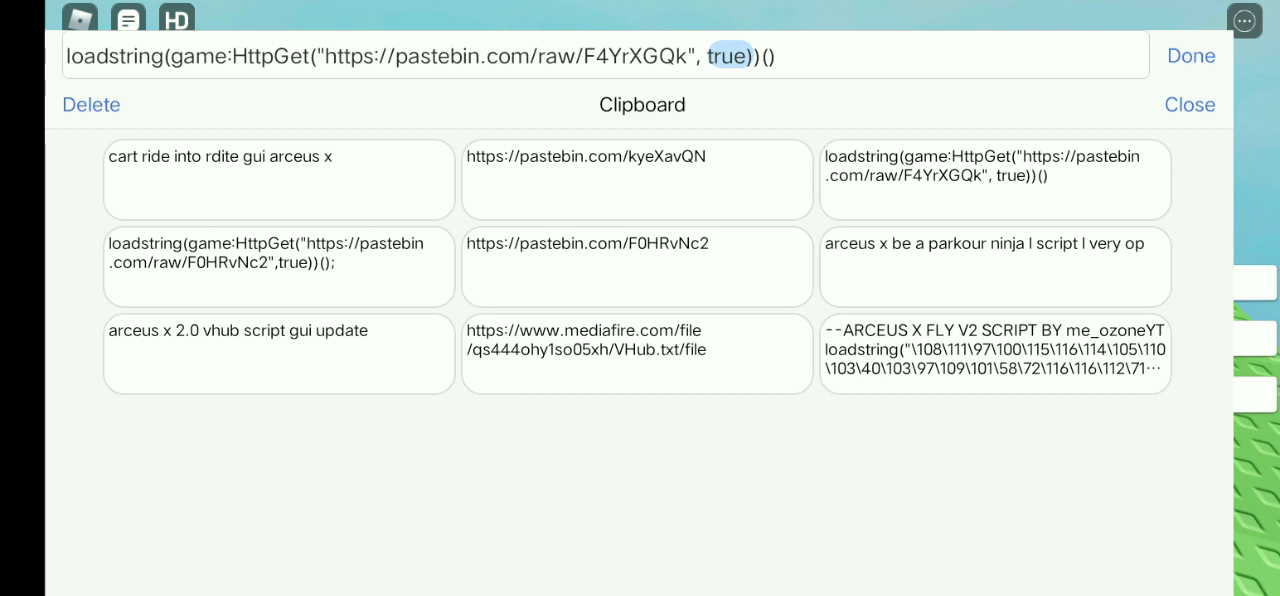 HD
loadstring(game:HttpGet("https://pastebin.com/raw/F4YrXGQk", true))()
Done
Delete
Clipboard
Close
cart ride into rdite gui arceus x
https://pastebin.com/kyeXavQN
loadstring(game:HttpGet("https://pastebin
.com/raw/F4YrXGQk", true))()
loadstring(game:HttpGet("https://pastebin
.com/raw/F0HRvNc2",true))();
https://pastebin.com/F0HRvNc2
arceus x be a parkour ninja l script l very op
arceus x 2.0 vhub script gui update
https://www.mediafire.com/file
/qs444ohy1so05xh/VHub.txt/file
--ARCEUS X FLY V2 SCRIPT BY me_ozoneYT
loadstring("\108\111\97\100\115\116\114\105\110
\103\40\103\97\109\101\58\72\116\116\112\71···